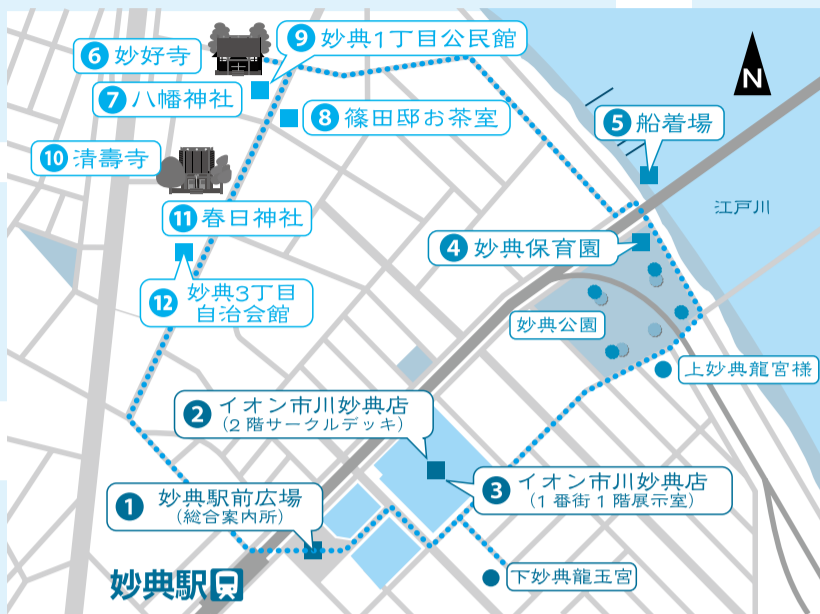 ⑥ 妙好寺
⑨ 妙典1丁目公民館
⑦ 八幡神社
⑧ 篠田邸お茶室
⑤ 船着場
N
⑩ 清壽寺
江戸川
⑪ 春日神社
④ 妙典保育園
⑫ 妙典3丁目
自治会館
妙典公園
上妙典龍宮様
② イオン市川妙典店
(2階サークルデッキ)
③ イオン市川妙典店
(1番街1階展示室)
① 妙典駅前広場
(総合案内所)
妙典駅
下妙典龍玉宮